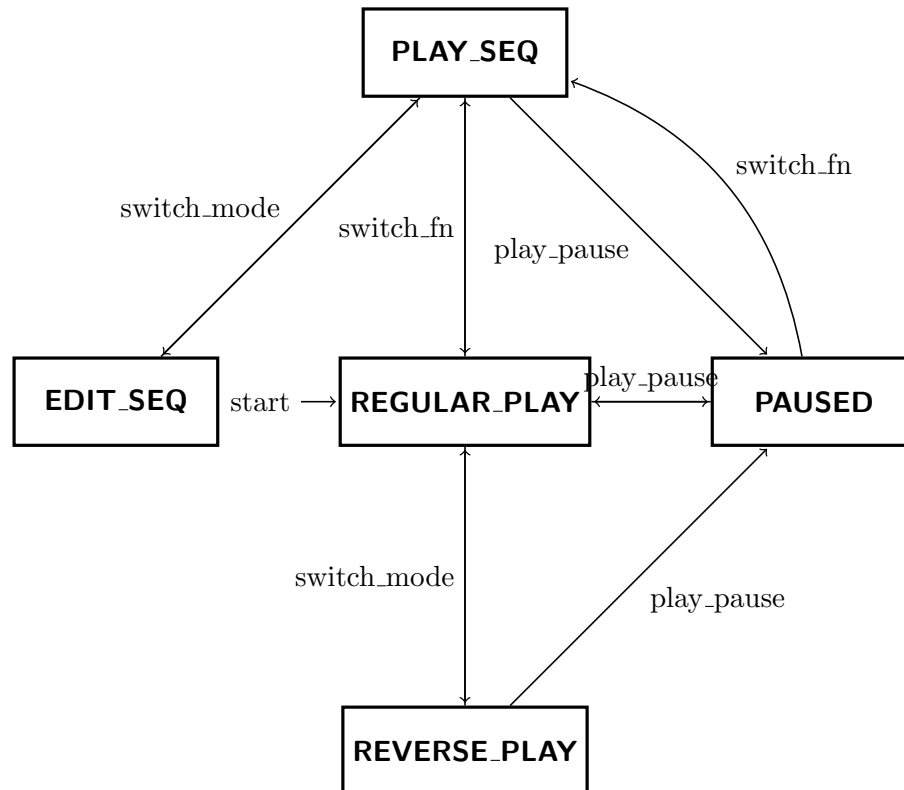 PLAY_SEQ
switch_fn
switch_mode
switch_fn
play_pause
play_pause
EDIT_SEQ
start
REGULAR_PLAY
PAUSED
switch_mode
play_pause
REVERSE_PLAY